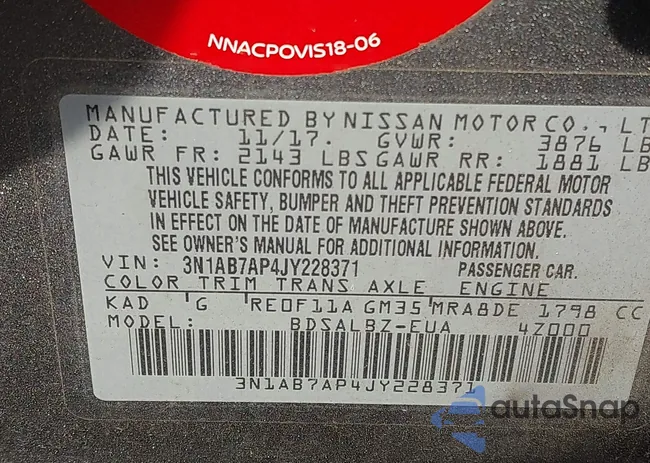 NNACPOVIS18-06
MANUFACTURED BY NISSAN MOTOR CO., LT
DATE: 11/17. GVWR: 3876 LB
GAWR FR: 2143 LBS GAWR RR: 1881 LB
THIS VEHICLE CONFORMS TO ALL APPLICABLE FEDERAL MOTOR
VEHICLE SAFETY, BUMPER AND THEFT PREVENTION STANDARDS
IN EFFECT ON THE DATE OF MANUFACTURE SHOWN ABOVE.
SEE OWNER'S MANUAL FOR ADDITIONAL INFORMATION.
VIN: 3N1AB7AP4JY228371 PASSENGER CAR.
COLOR TRIM TRANS AXLE ENGINE
KAD G RE0F11A GM35 MRA8DE 1798 CC
MODEL: BDSALBZ-EUA 4Z000
3N1AB7AP4JY228371
autaSnap